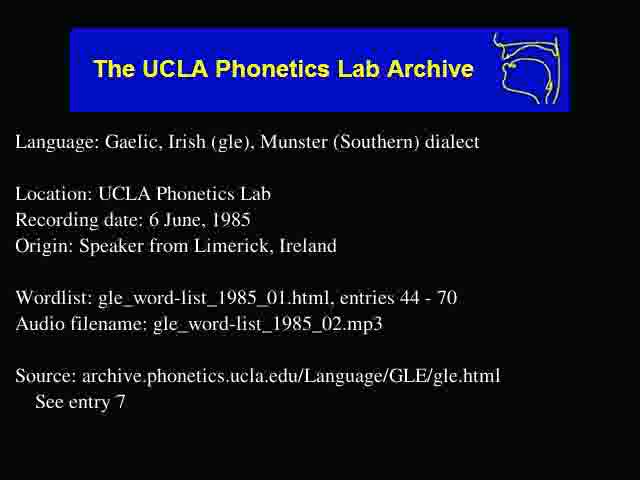 The UCLA Phonetics Lab Archive
Language: Gaelic, Irish (gle), Munster (Southern) dialect
Location: UCLA Phonetics Lab
Recording date: 6 June, 1985
Origin: Speaker from Limerick, Ireland
Wordlist: gle_word-list_1985_01.html, entries 44 - 70
Audio filename: gle_word-list_1985_02.mp3
Source: archive.phonetics.ucla.edu/Language/GLE/gle.html
See entry 7